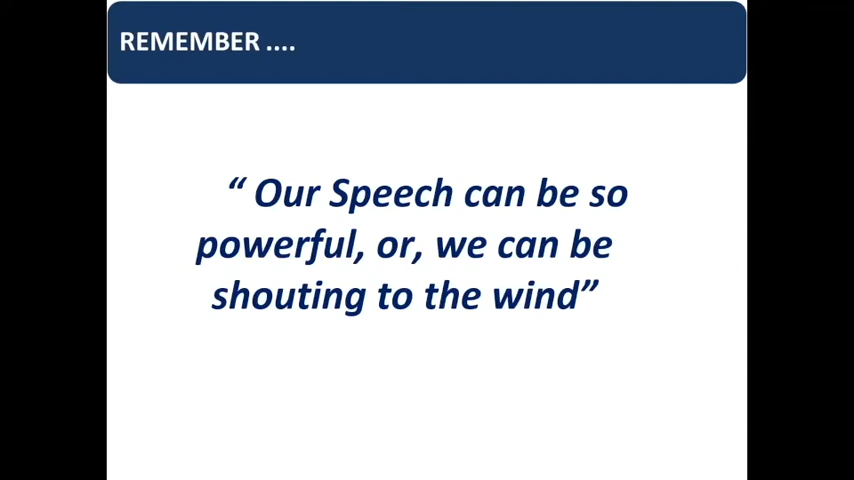 REMEMBER ....
“ Our Speech can be so
powerful, or, we can be
shouting to the wind”